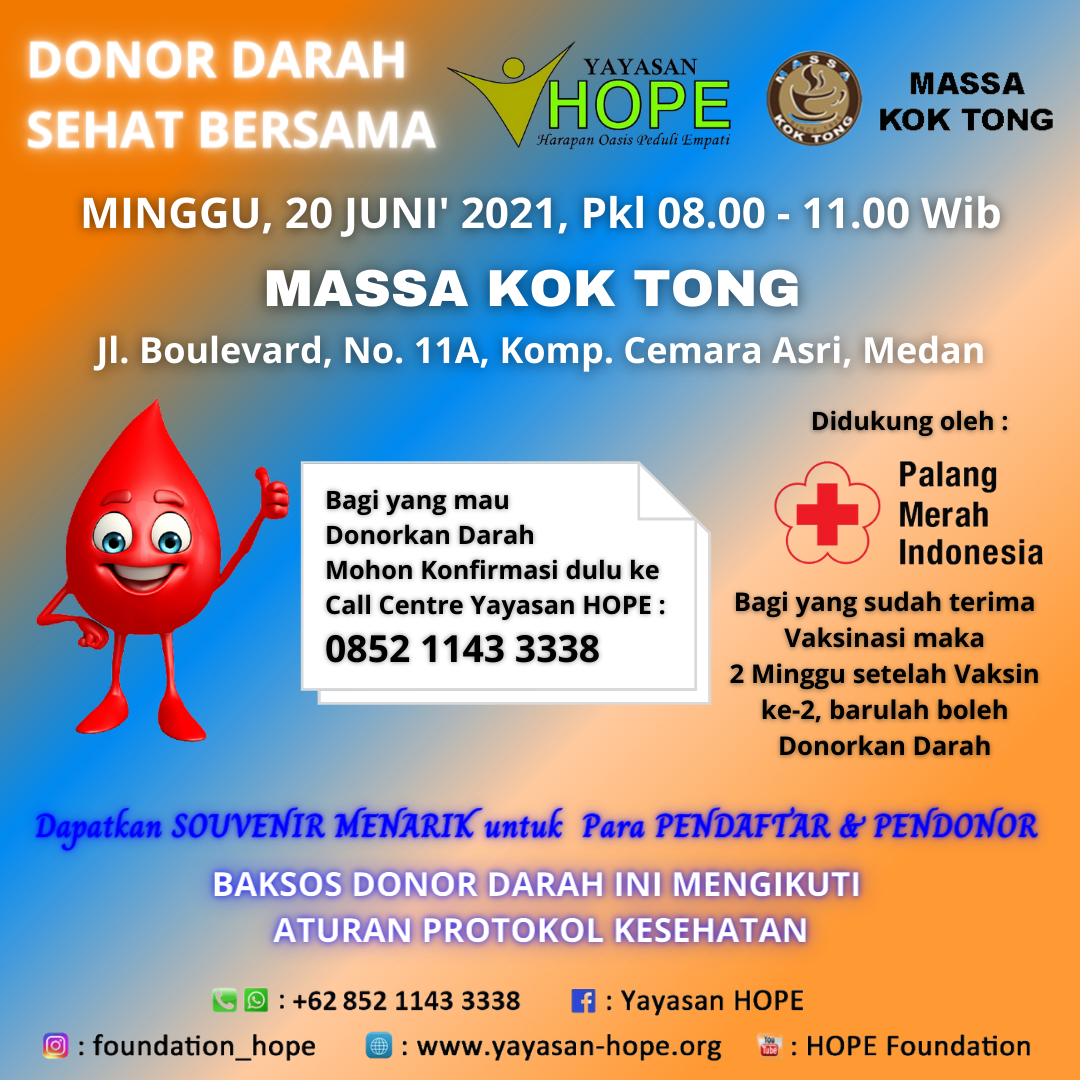 DONOR DARAH
SEHAT BERSAMA
YAYASAN
HOPE
Harapan Oasis Peduli Empati
MASSA
KOK TONG
MASSA
KOK TONG
MINGGU, 20 JUNI' 2021, Pkl 08.00 - 11.00 Wib
MASSA KOK TONG
Jl. Boulevard, No. 11A, Komp. Cemara Asri, Medan
Didukung oleh :
Palang
Merah
Indonesia
Bagi yang mau
Donorkan Darah
Mohon Konfirmasi dulu ke
Call Centre Yayasan HOPE :
0852 1143 3338
Bagi yang sudah terima
Vaksinasi maka
2 Minggu setelah Vaksin
ke-2, barulah boleh
Donorkan Darah
Dapatkan SOUVENIR MENARIK untuk Para PENDAFTAR & PENDONOR
BAKSOS DONOR DARAH INI MENGIKUTI
ATURAN PROTOKOL KESEHATAN
: +62 852 1143 3338
: Yayasan HOPE
: foundation_hope
: www.yayasan-hope.org
You Tube : HOPE Foundation